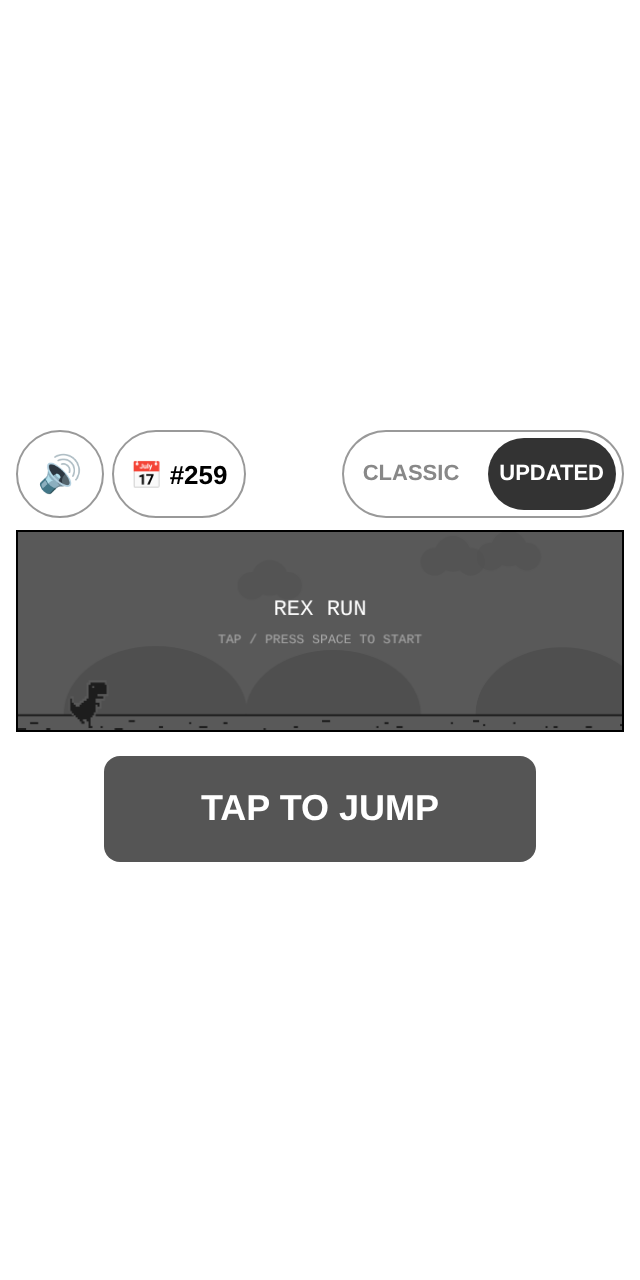 July
17 #259
CLASSIC UPDATED
REX RUN
TAP / PRESS SPACE TO START
TAP TO JUMP